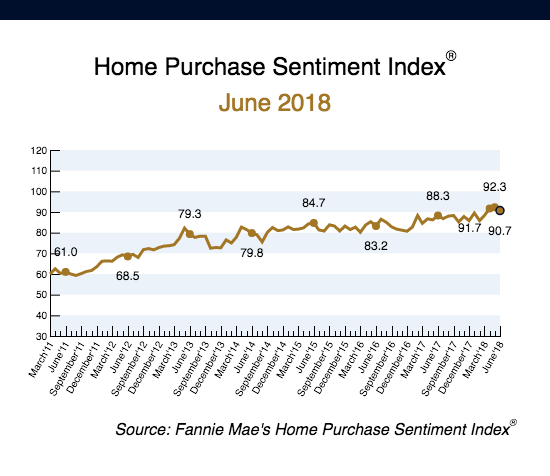 Home Purchase Sentiment Index®
June 2018
120
110
100
90
80
70
60
50
40
30
61.0
68.5
79.3
79.8
84.7
83.2
88.3
91.7
92.3
90.7
March'11
June'11
September'11
December'11
March'12
June'12
September'12
December'12
March'13
June'13
September'13
December'13
March'14
June'14
September'14
December'14
March'15
June'15
September'15
December'15
March'16
June'16
September'16
December'16
March'17
June'17
September'17
December'17
March'18
June'18
Source: Fannie Mae's Home Purchase Sentiment Index®